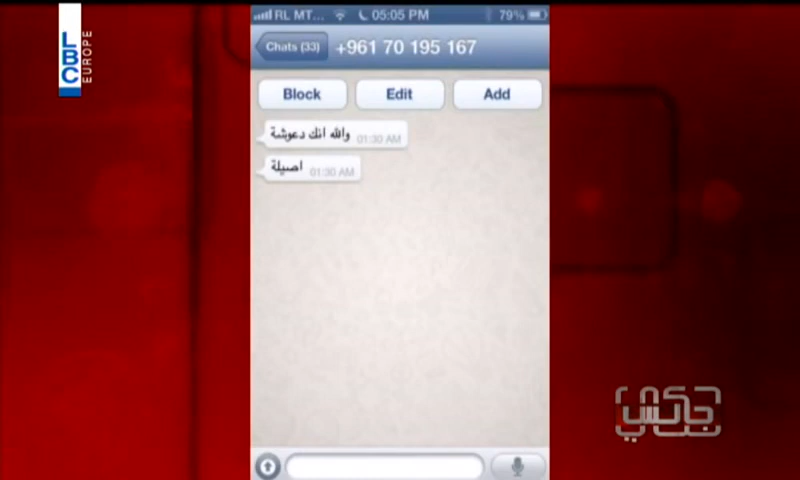 LBC
EUROPE
RL MT... 05:05 PM 79%
Chats (33) +961 70 195 167
Block Edit Add
والله انك دعوشة 01:30 AM
اصيلة 01:30 AM